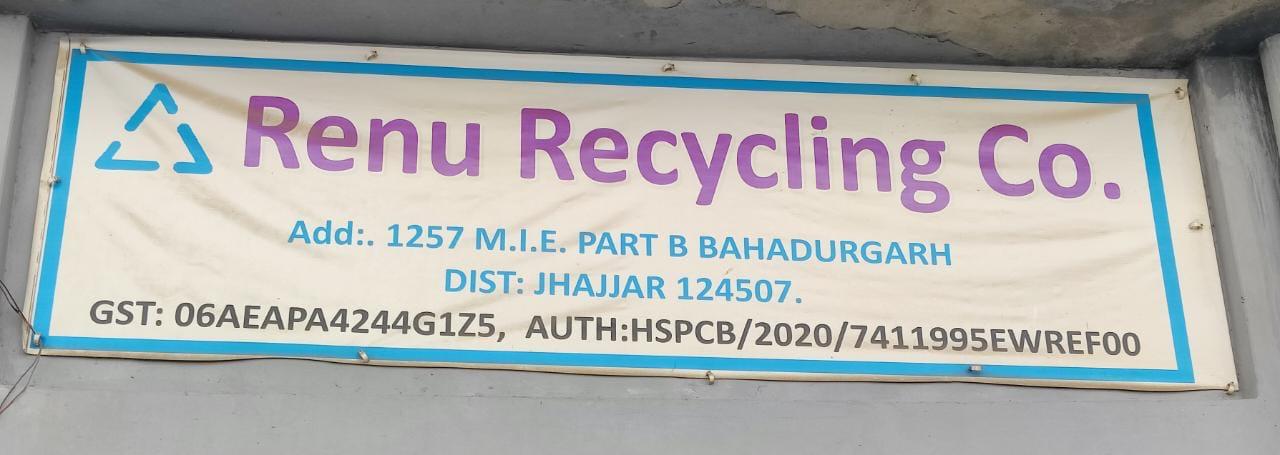 Renu Recycling Co.
Add:. 1257 M.I.E. PART B BAHADURGARH
DIST: JHAJJAR 124507.
GST: 06AEAPA4244G1Z5, AUTH:HSPCB/2020/7411995EWREF00